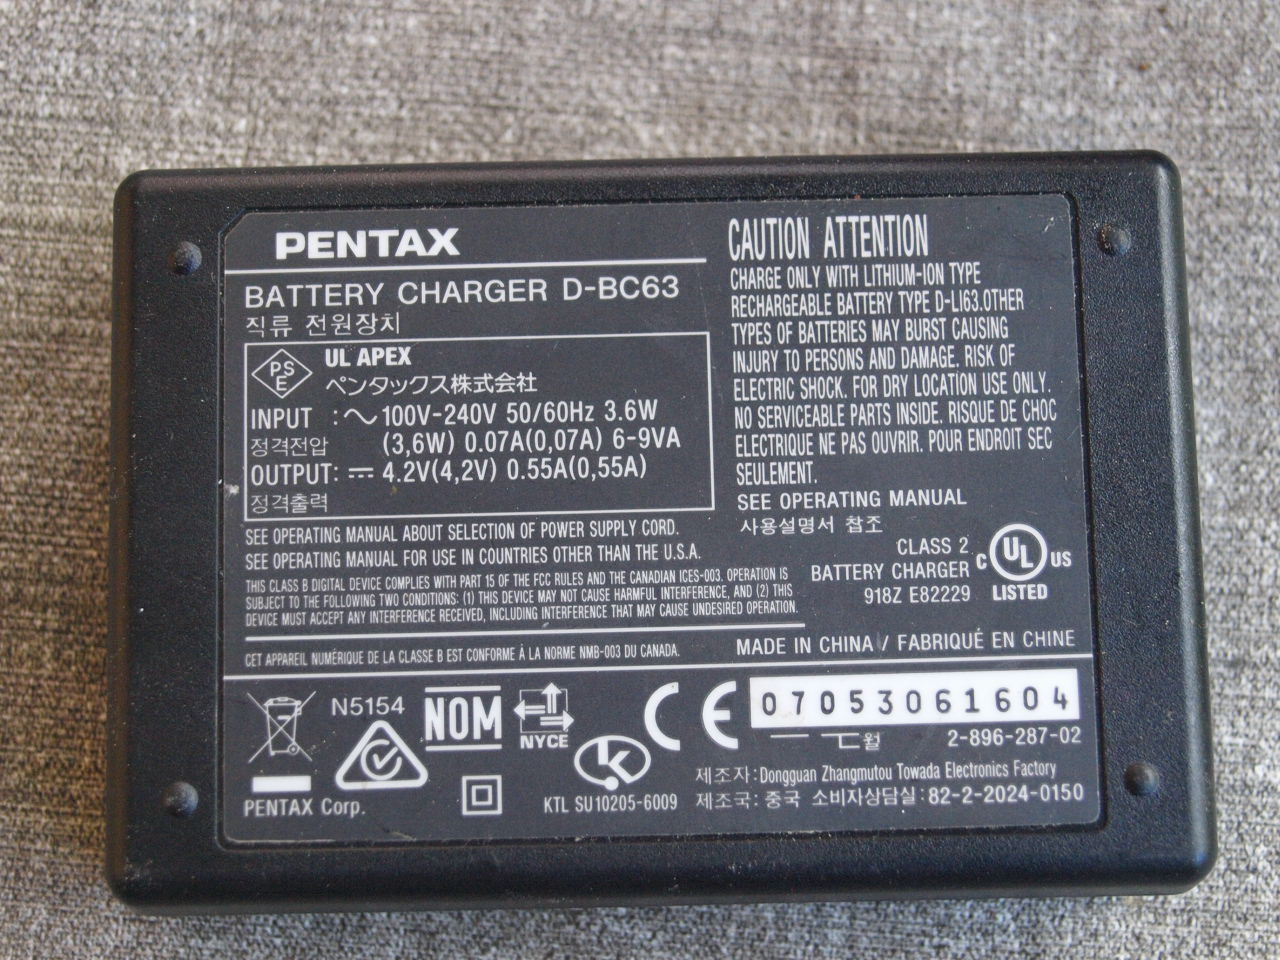 PENTAX
BATTERY CHARGER D-BC63
직류 전원장치
PS
E
UL APEX
ペンタックス株式会社
INPUT : ～ 100V-240V 50/60Hz 3.6W
정격전압 (3,6W) 0.07A(0,07A) 6-9VA
OUTPUT: ⎓ 4.2V(4,2V) 0.55A(0,55A)
정격출력
SEE OPERATING MANUAL ABOUT SELECTION OF POWER SUPPLY CORD.
SEE OPERATING MANUAL FOR USE IN COUNTRIES OTHER THAN THE U.S.A.
THIS CLASS B DIGITAL DEVICE COMPLIES WITH PART 15 OF THE FCC RULES AND THE CANADIAN ICES-003. OPERATION IS
SUBJECT TO THE FOLLOWING TWO CONDITIONS: (1) THIS DEVICE MAY NOT CAUSE HARMFUL INTERFERENCE, AND (2) THIS
DEVICE MUST ACCEPT ANY INTERFERENCE RECEIVED, INCLUDING INTERFERENCE THAT MAY CAUSE UNDESIRED OPERATION.
CET APPAREIL NUMÉRIQUE DE LA CLASSE B EST CONFORME À LA NORME NMB-003 DU CANADA.
CAUTION ATTENTION
CHARGE ONLY WITH LITHIUM-ION TYPE
RECHARGEABLE BATTERY TYPE D-LI63.OTHER
TYPES OF BATTERIES MAY BURST CAUSING
INJURY TO PERSONS AND DAMAGE. RISK OF
ELECTRIC SHOCK. FOR DRY LOCATION USE ONLY.
NO SERVICEABLE PARTS INSIDE. RISQUE DE CHOC
ELECTRIQUE NE PAS OUVRIR. POUR ENDROIT SEC
SEULEMENT.
SEE OPERATING MANUAL
사용설명서 참조
CLASS 2
BATTERY CHARGER
918Z E82229
C UL US
LISTED
MADE IN CHINA / FABRIQUÉ EN CHINE
PENTAX Corp.
N5154
NOM
NYCE
K
KTL SU10205-6009
CE
07053061604
년 월
2-896-287-02
제조자: Dongguan Zhangmutou Towada Electronics Factory
제조국: 중국 소비자상담실: 82-2-2024-0150